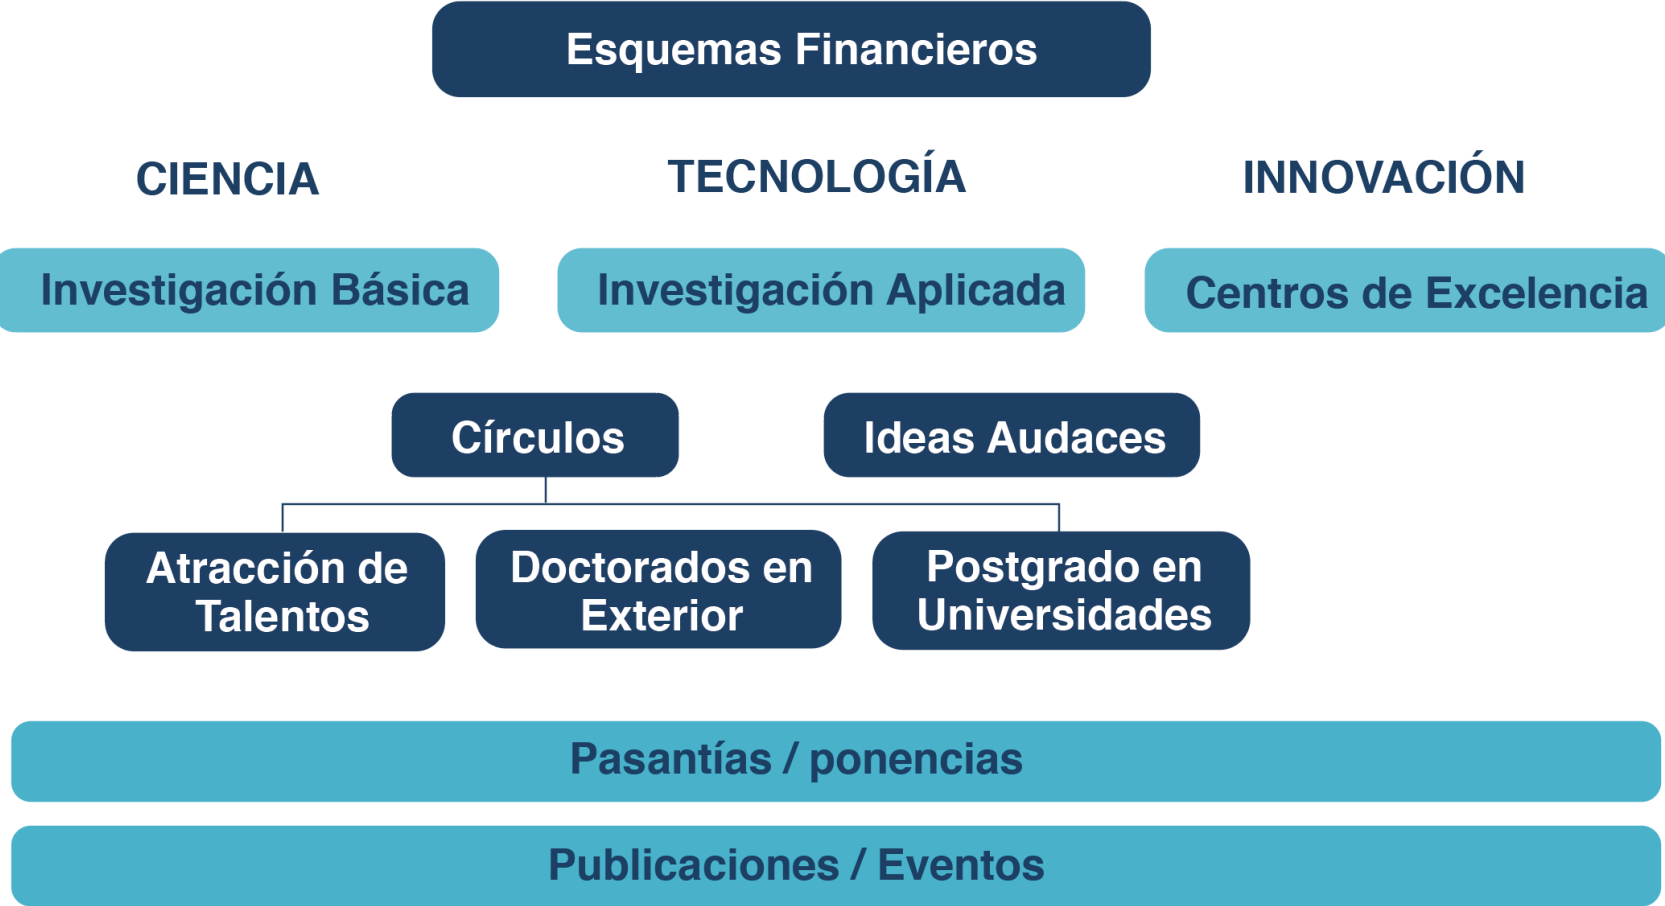 Esquemas Financieros
CIENCIA
TECNOLOGÍA
INNOVACIÓN
Investigación Básica
Investigación Aplicada
Centros de Excelencia
Círculos
Ideas Audaces
Atracción de
Talentos
Doctorados en
Exterior
Postgrado en
Universidades
Pasantías / ponencias
Publicaciones / Eventos